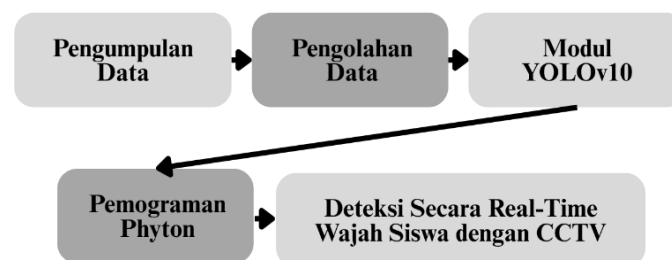 Pengumpulan
Data
Pengolahan
Data
Modul
YOLOv10
Pemograman
Phyton
Deteksi Secara Real-Time
Wajah Siswa dengan CCTV